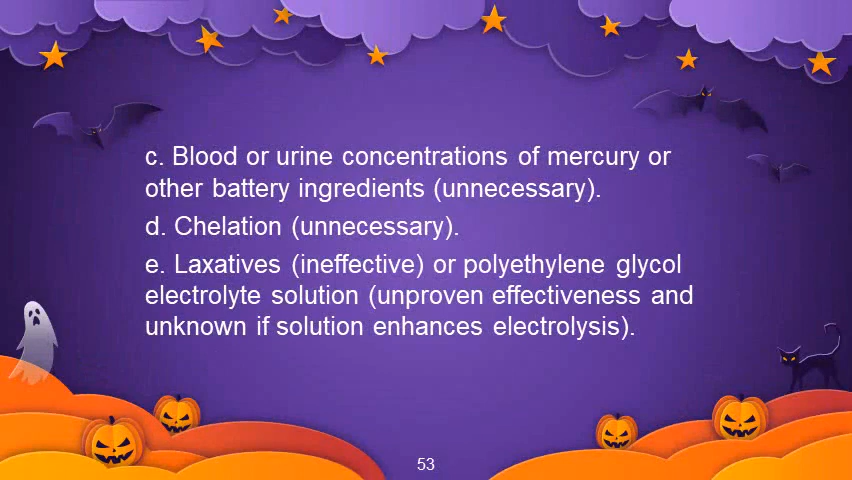 c. Blood or urine concentrations of mercury or
other battery ingredients (unnecessary).
d. Chelation (unnecessary).
e. Laxatives (ineffective) or polyethylene glycol
electrolyte solution (unproven effectiveness and
unknown if solution enhances electrolysis).
53